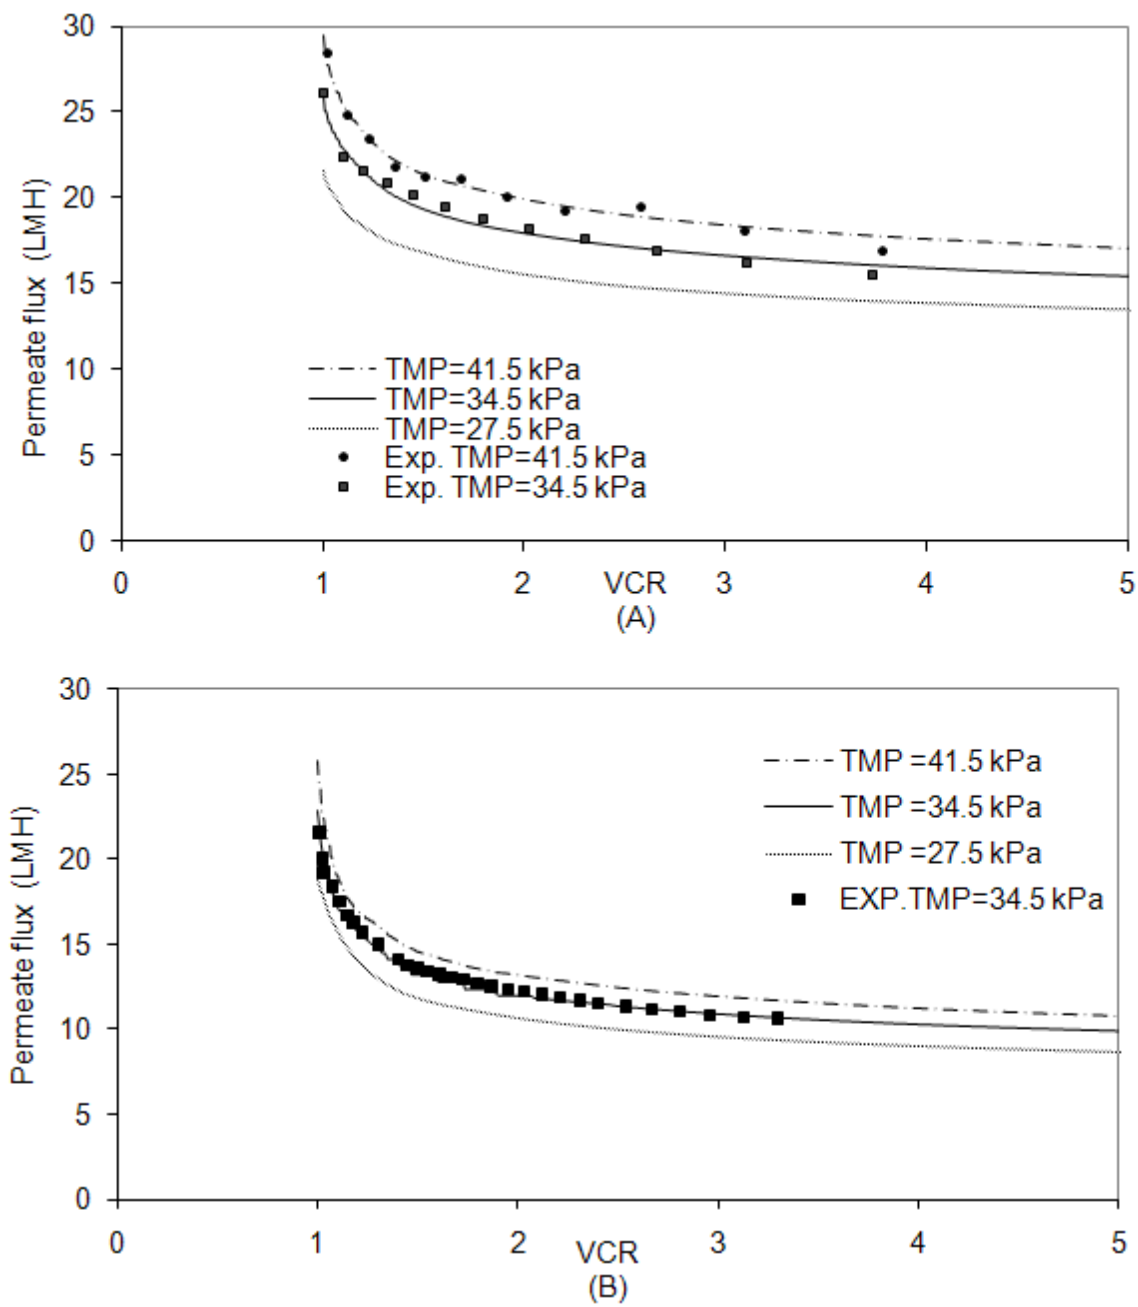 30
25
20
15
10
5
0
Permeate flux (LMH)
TMP=41.5 kPa
TMP=34.5 kPa
TMP=27.5 kPa
Exp. TMP=41.5 kPa
Exp. TMP=34.5 kPa
0 1 2 VCR 3 4 5
(A)
30
25
20
15
10
5
0
Permeate flux (LMH)
TMP =41.5 kPa
TMP =34.5 kPa
TMP =27.5 kPa
EXP.TMP=34.5 kPa
0 1 2 3 4 5
VCR
(B)